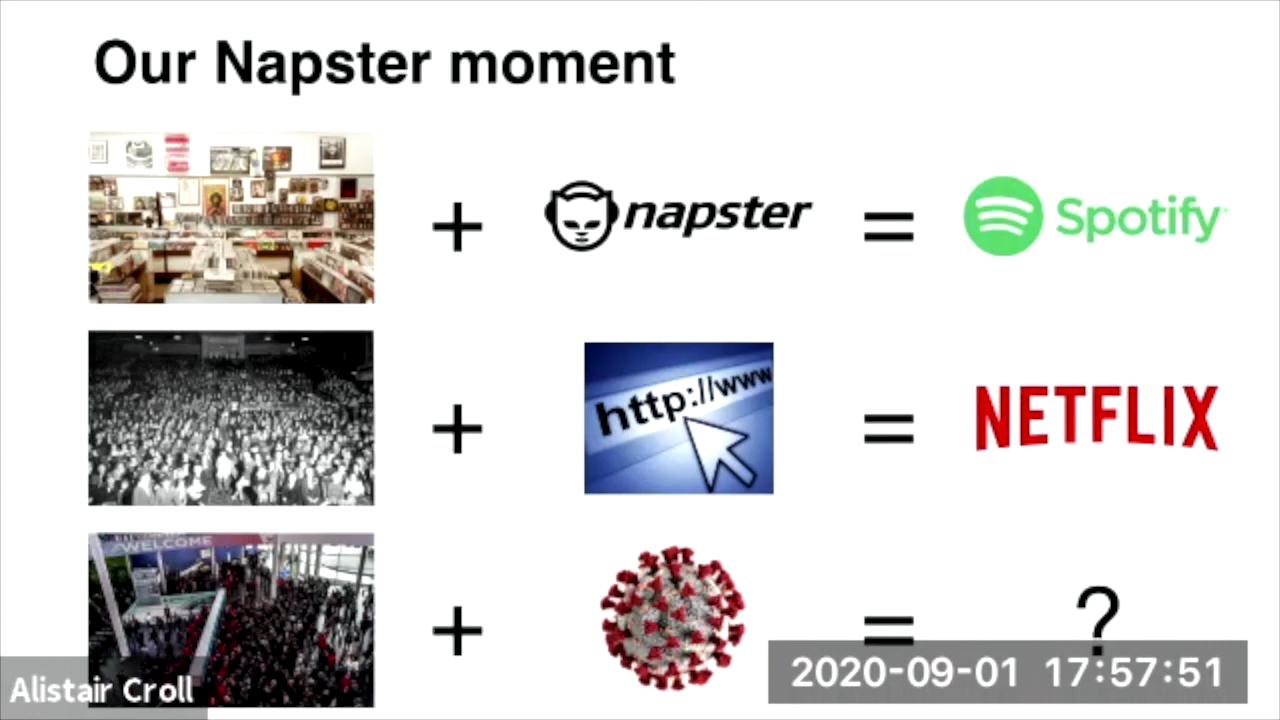 Our Napster moment
+ napster = Spotify
+ http://www = NETFLIX
WELCOME
+ = ?
Alistair Croll
2020-09-01 17:57:51